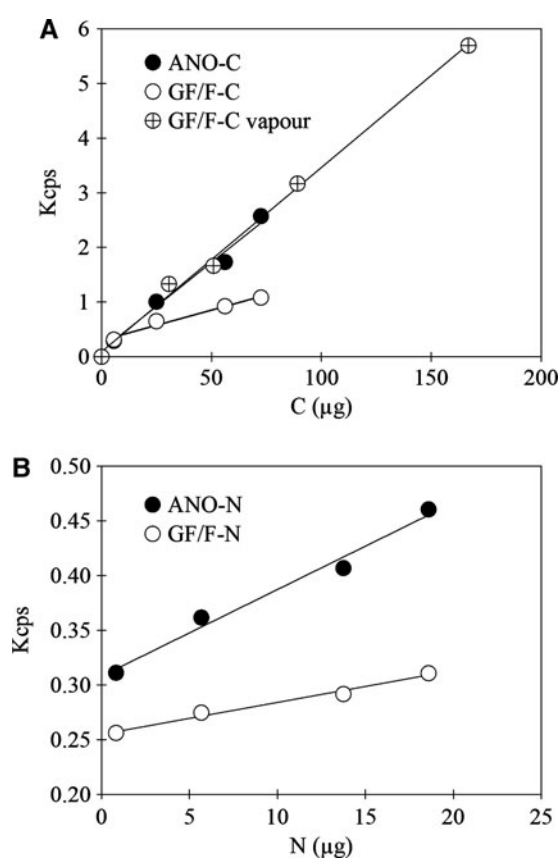 A
6
5
4
3
2
1
0
Kcps
ANO-C
GF/F-C
GF/F-C vapour
0 50 100 150 200
C (µg)
B
0.50
0.45
0.40
0.35
0.30
0.25
0.20
Kcps
ANO-N
GF/F-N
0 5 10 15 20 25
N (µg)